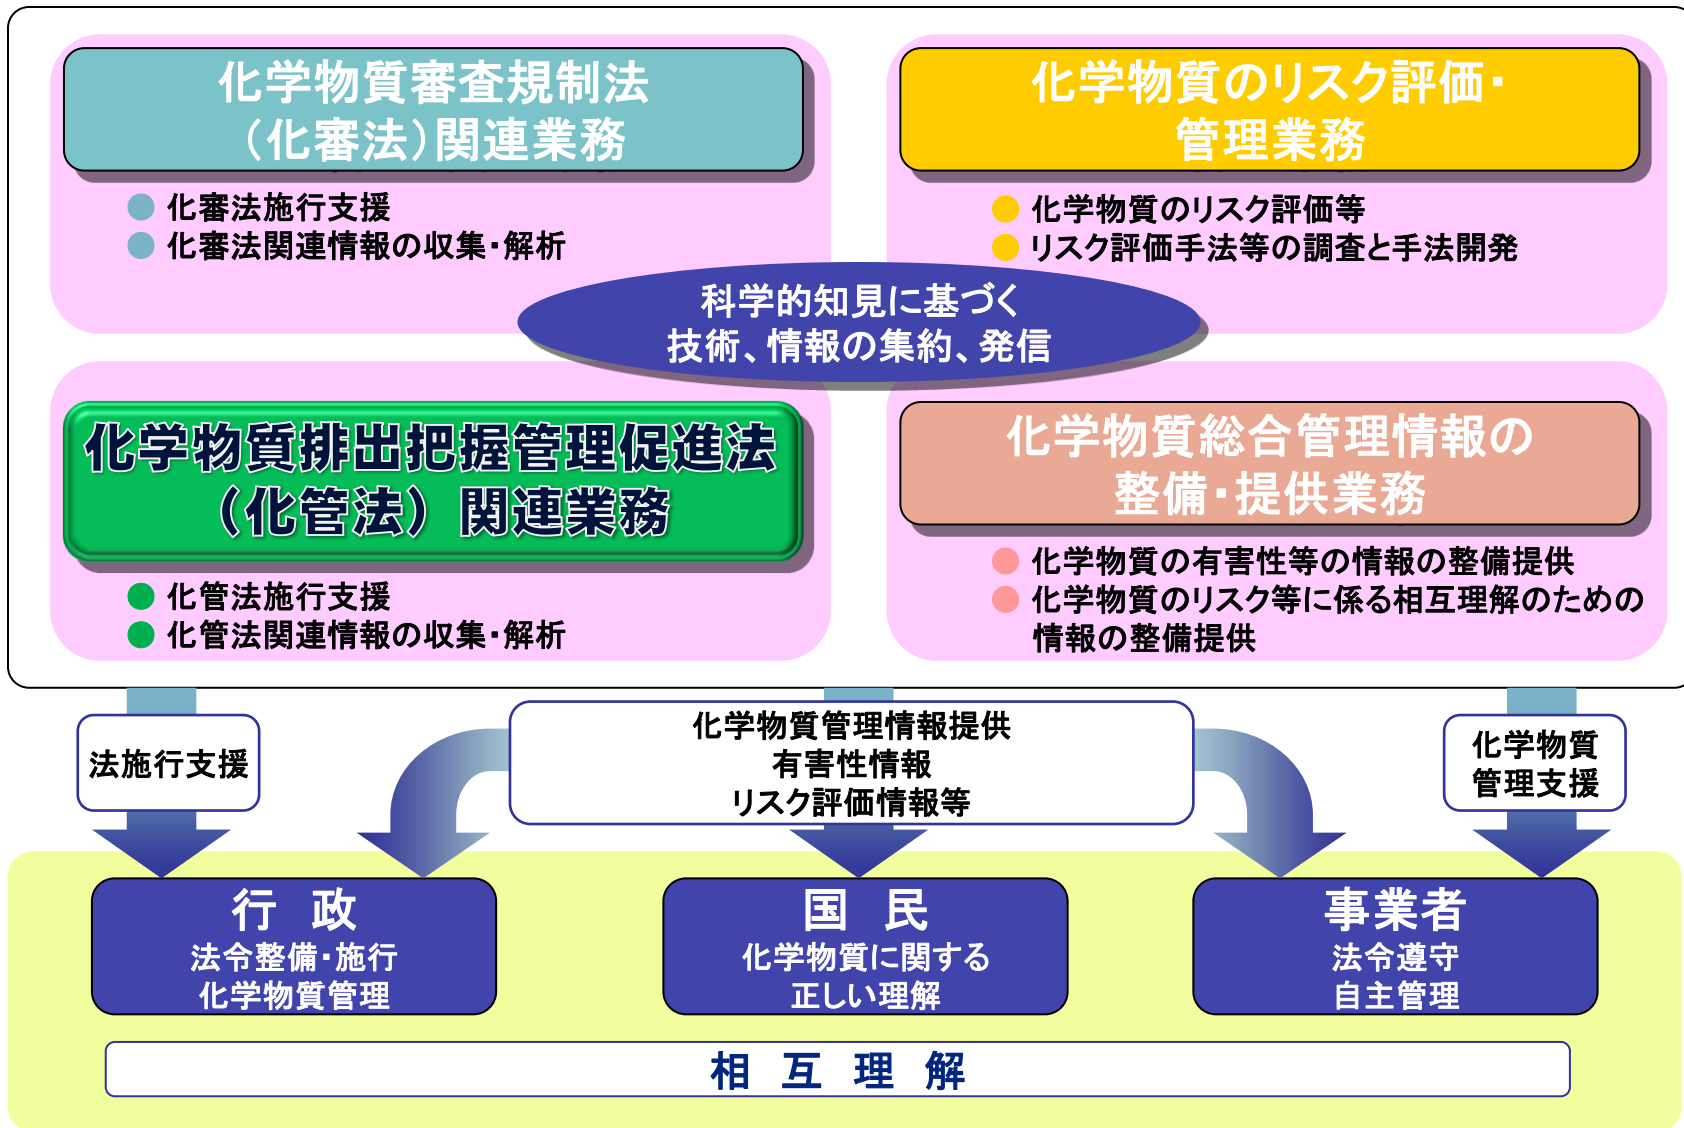 化学物質審査規制法
（化審法）関連業務
●化審法施行支援
●化審法関連情報の収集・解析
化学物質のリスク評価・
管理業務
●化学物質のリスク評価等
●リスク評価手法等の調査と手法開発
科学的知見に基づく
技術、情報の集約、発信
化学物質排出把握管理促進法
（化管法）関連業務
●化管法施行支援
●化管法関連情報の収集・解析
化学物質総合管理情報の
整備・提供業務
●化学物質の有害性等の情報の整備提供
●化学物質のリスク等に係る相互理解のための
情報の整備提供
法施行支援
化学物質管理情報提供
有害性情報
リスク評価情報等
化学物質
管理支援
行　政
法令整備・施行
化学物質管理
国　民
化学物質に関する
正しい理解
事業者
法令遵守
自主管理
相　互　理　解